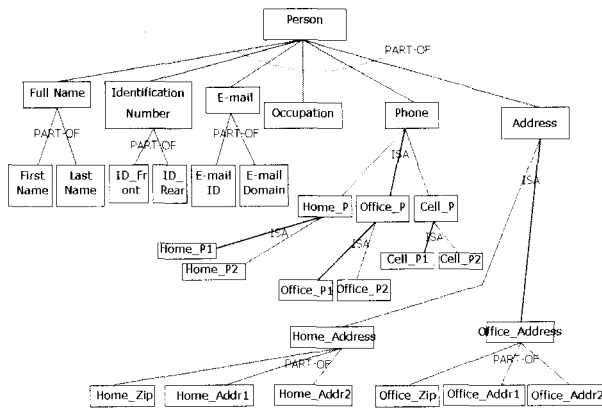 Person
PART-OF
Full Name
Identification
Number
E-mail
Occupation
Phone
Address
PART-OF
PART-OF
PART-OF
ISA
ISA
First
Name
Last
Name
ID_Fr
ont
ID_
Rear
E-mail
ID
E-mail
Domain
Home_P
Office_P
Cell_P
ISA
ISA
ISA
Home_P1
Home_P2
Cell_P1
Cell_P2
Office_P1
Office_P2
Home_Address
Office_Address
PART-OF
PART-OF
Home_Zip
Home_Addr1
Home_Addr2
Office_Zip
Office_Addr1
Office_Addr2